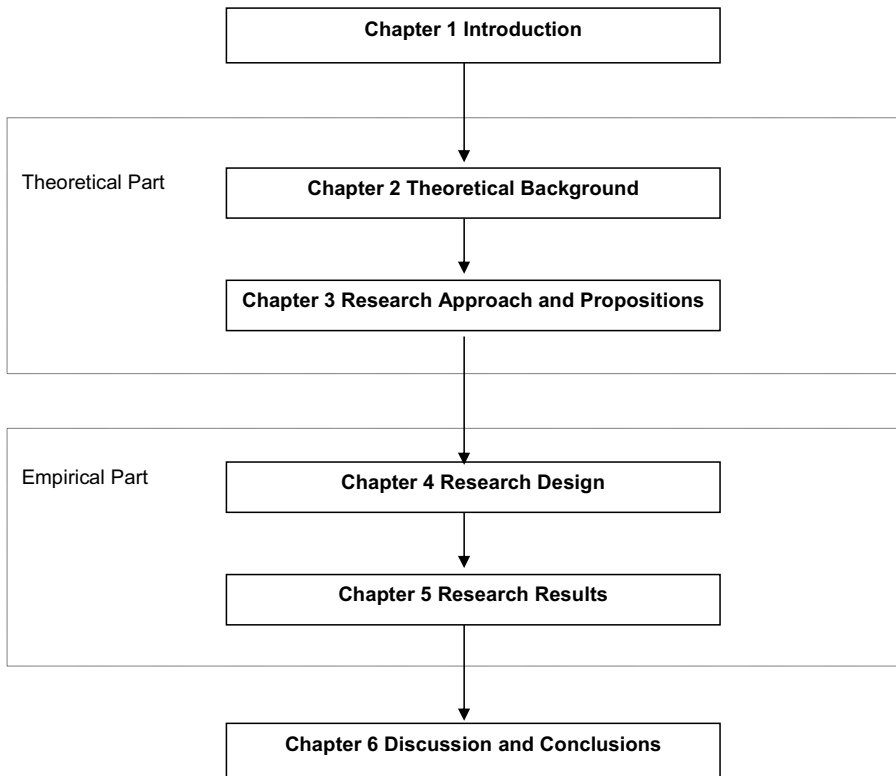 Chapter 1 Introduction
Theoretical Part
Chapter 2 Theoretical Background
Chapter 3 Research Approach and Propositions
Empirical Part
Chapter 4 Research Design
Chapter 5 Research Results
Chapter 6 Discussion and Conclusions